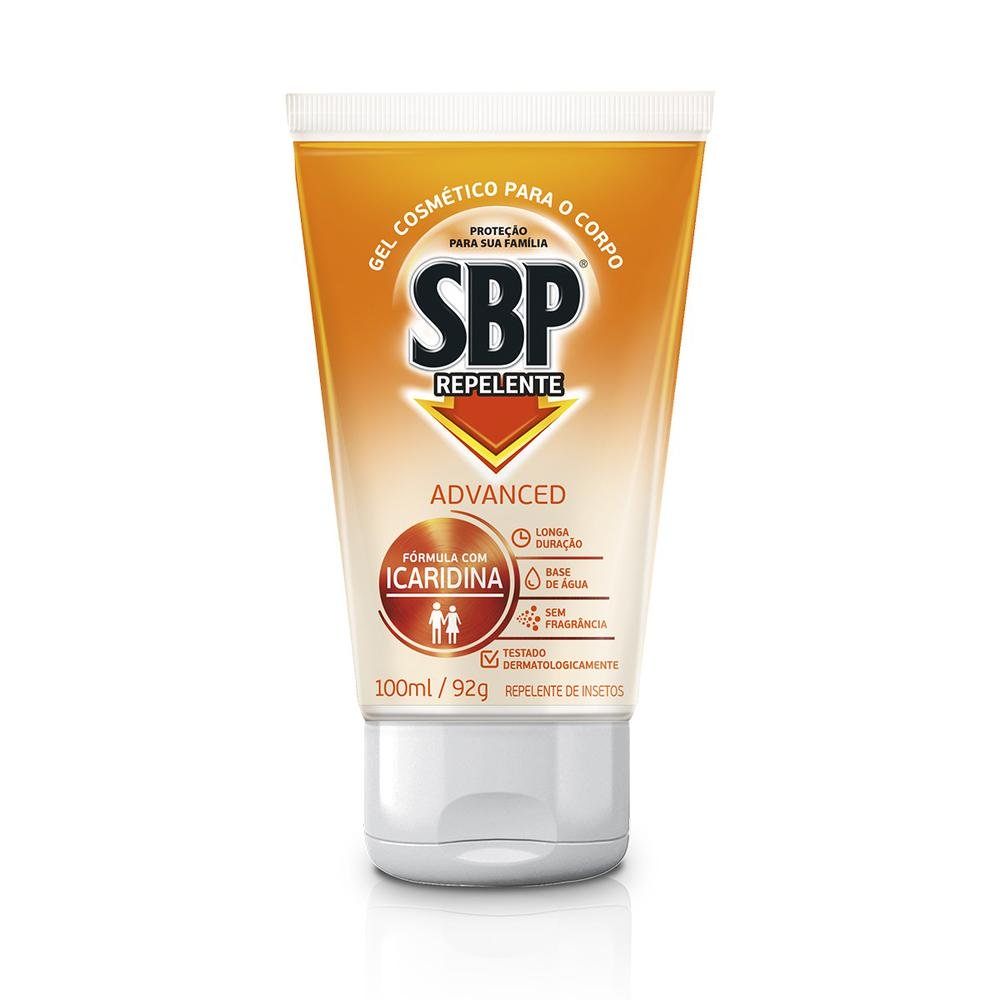 GEL COSMÉTICO PARA O CORPO
PROTEÇÃO
PARA SUA FAMÍLIA
SBP®
REPELENTE
ADVANCED
FÓRMULA COM
ICARIDINA
LONGA
DURAÇÃO
BASE
DE ÁGUA
SEM
FRAGRÂNCIA
TESTADO
DERMATOLOGICAMENTE
100ml / 92g
REPELENTE DE INSETOS